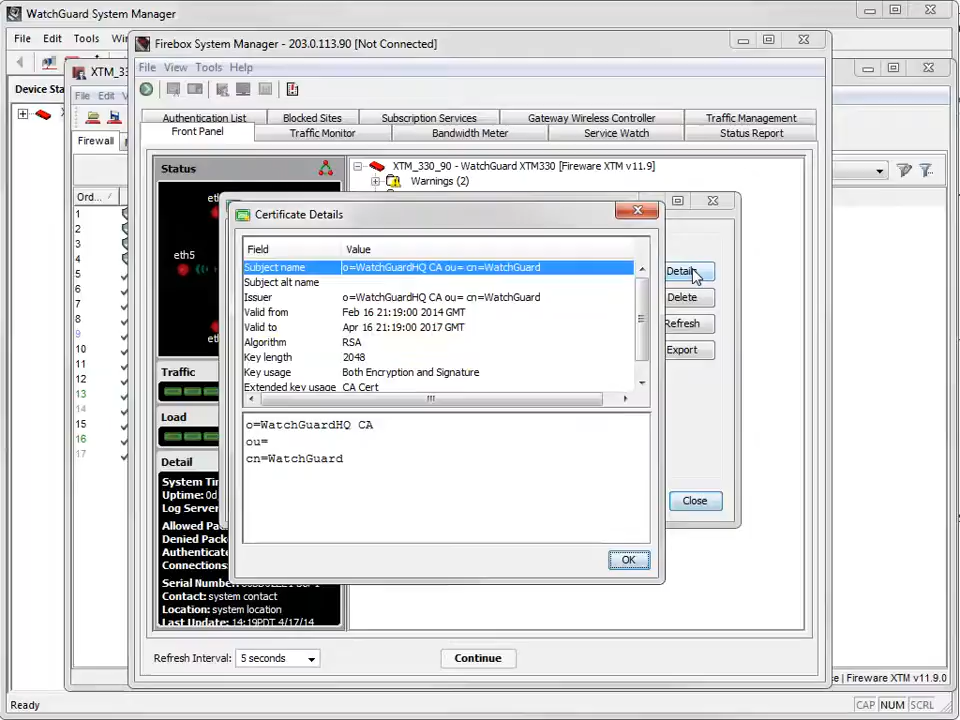 WatchGuard System Manager
File Edit Tools Win
Device Sta
XTM_33
File Edit V
Firewall
Ord...
1
2
3
4
5
6
7
8
9
10
11
12
13
14
15
16
17
Firebox System Manager - 203.0.113.90 [Not Connected]
File View Tools Help
Authentication List Blocked Sites Subscription Services Gateway Wireless Controller Traffic Management
Front Panel Traffic Monitor Bandwidth Meter Service Watch Status Report
Status
eth5
XTM_330_90 - WatchGuard XTM330 [Fireware XTM v11.9]
Warnings (2)
Certificate Details
Field Value
Subject name o=WatchGuardHQ CA ou= cn=WatchGuard
Subject alt name
Issuer o=WatchGuardHQ CA ou= cn=WatchGuard
Valid from Feb 16 21:19:00 2014 GMT
Valid to Apr 16 21:19:00 2017 GMT
Algorithm RSA
Key length 2048
Key usage Both Encryption and Signature
Extended key usage CA Cert
o=WatchGuardHQ CA
ou=
cn=WatchGuard
OK
Details
Delete
Refresh
Export
Close
Traffic
Load
Detail
System Tim
Uptime: 0d
Log Server
Allowed Pac
Denied Pack
Authenticat
Connections:
Serial Number:
Contact: system contact
Location: system location
Last Update: 14:19PDT 4/17/14
Refresh Interval: 5 seconds
Continue
Fireware XTM v11.9.0
Ready
CAP NUM SCRL